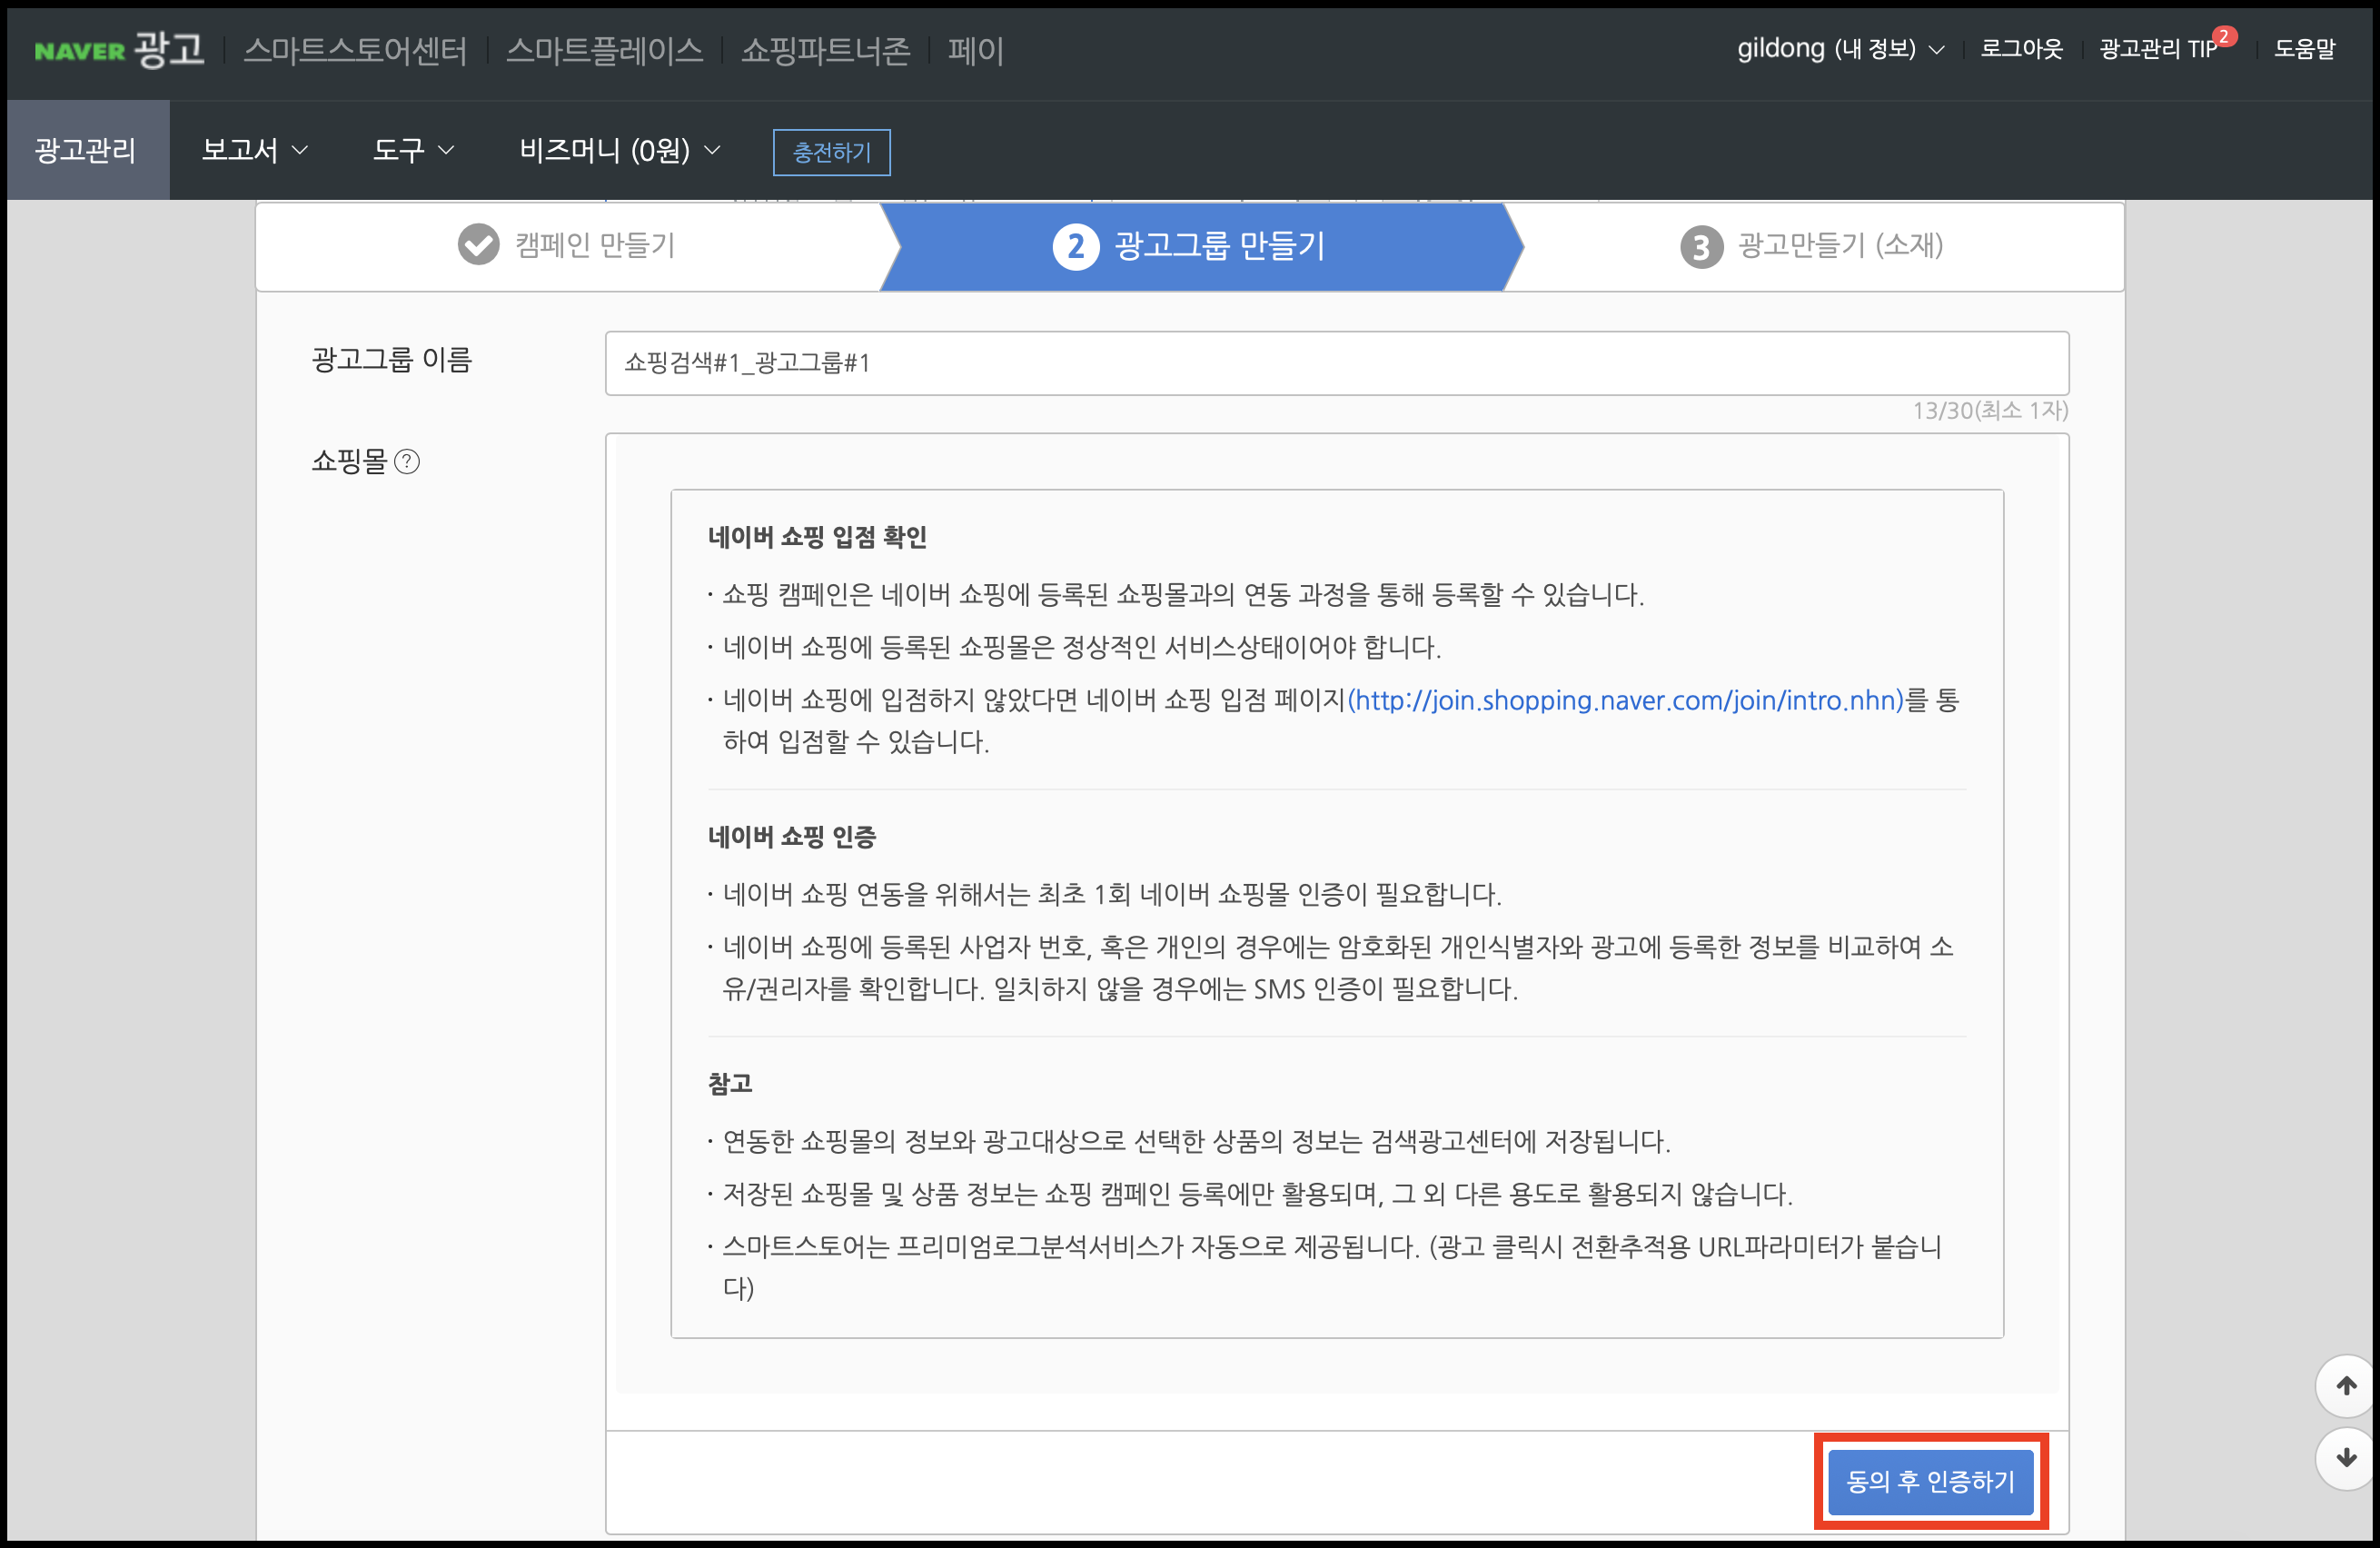 NAVER 광고 스마트스토어센터 스마트플레이스 쇼핑파트너존 페이 gildong (내 정보) 로그아웃 광고관리 TIP 2 도움말
광고관리 보고서 도구 비즈머니 (0원) 충전하기
캠페인 만들기 2 광고그룹 만들기 3 광고만들기 (소재)
광고그룹 이름 쇼핑검색#1_광고그룹#1
13/30(최소 1자)
쇼핑몰 ?
네이버 쇼핑 입점 확인
· 쇼핑 캠페인은 네이버 쇼핑에 등록된 쇼핑몰과의 연동 과정을 통해 등록할 수 있습니다.
· 네이버 쇼핑에 등록된 쇼핑몰은 정상적인 서비스상태이어야 합니다.
· 네이버 쇼핑에 입점하지 않았다면 네이버 쇼핑 입점 페이지(http://join.shopping.naver.com/join/intro.nhn)를 통
하여 입점할 수 있습니다.
네이버 쇼핑 인증
· 네이버 쇼핑 연동을 위해서는 최초 1회 네이버 쇼핑몰 인증이 필요합니다.
· 네이버 쇼핑에 등록된 사업자 번호, 혹은 개인의 경우에는 암호화된 개인식별자와 광고에 등록한 정보를 비교하여 소
유/권리자를 확인합니다. 일치하지 않을 경우에는 SMS 인증이 필요합니다.
참고
· 연동한 쇼핑몰의 정보와 광고대상으로 선택한 상품의 정보는 검색광고센터에 저장됩니다.
· 저장된 쇼핑몰 및 상품 정보는 쇼핑 캠페인 등록에만 활용되며, 그 외 다른 용도로 활용되지 않습니다.
· 스마트스토어는 프리미엄로그분석서비스가 자동으로 제공됩니다. (광고 클릭시 전환추적용 URL파라미터가 붙습니
다)
동의 후 인증하기